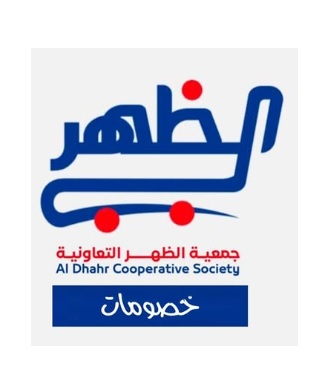 الظهر
جمعية الظهر التعاونية
Al Dhahr Cooperative Society
خصومات